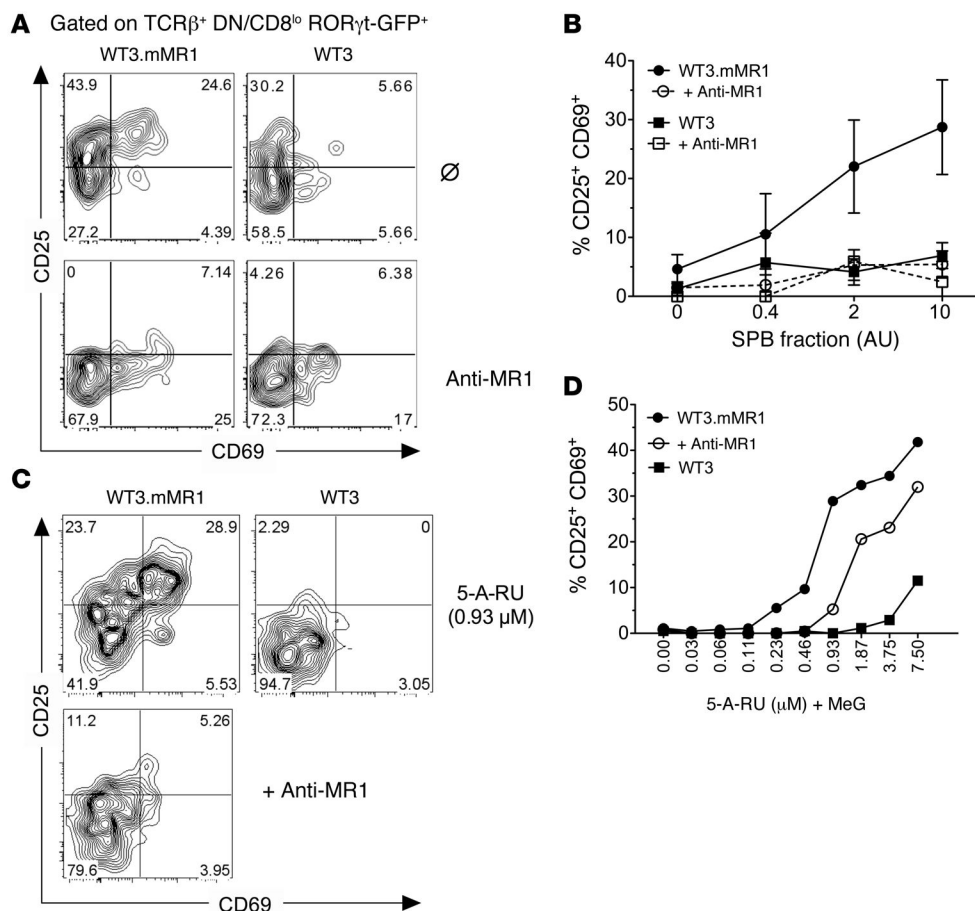 A
Gated on TCRβ⁺ DN/CD8ˡᵒ RORγt-GFP⁺
WT3.mMR1
WT3
43.9
24.6
27.2
4.39
30.2
5.66
58.5
5.66
Ø
0
7.14
67.9
25
4.26
6.38
72.3
17
Anti-MR1
CD25
CD69
B
40
30
20
10
0
% CD25⁺ CD69⁺
WT3.mMR1
+ Anti-MR1
WT3
+ Anti-MR1
0
0.4
2
10
SPB fraction (AU)
C
WT3.mMR1
WT3
23.7
28.9
41.9
5.53
2.29
0
94.7
3.05
5-A-RU
(0.93 μM)
11.2
5.26
79.6
3.95
+ Anti-MR1
CD25
CD69
D
50
40
30
20
10
0
% CD25⁺ CD69⁺
WT3.mMR1
+ Anti-MR1
WT3
0.00
0.03
0.06
0.11
0.23
0.46
0.93
1.87
3.75
7.50
5-A-RU (μM) + MeG